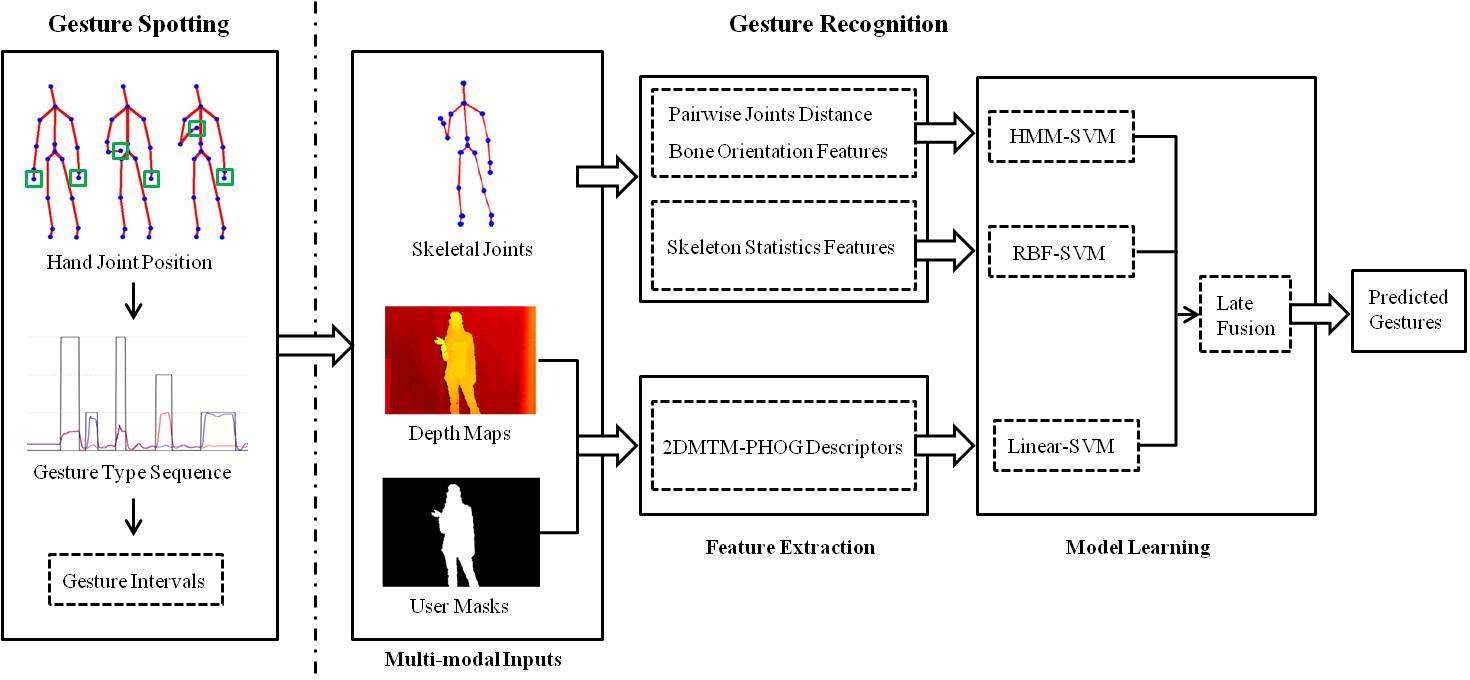 Gesture Spotting
Gesture Recognition
Hand Joint Position
Gesture Type Sequence
Gesture Intervals
Skeletal Joints
Depth Maps
User Masks
Multi-modal Inputs
Pairwise Joints Distance
Bone Orientation Features
Skeleton Statistics Features
2DMTM-PHOG Descriptors
Feature Extraction
HMM-SVM
RBF-SVM
Linear-SVM
Late
Fusion
Model Learning
Predicted
Gestures